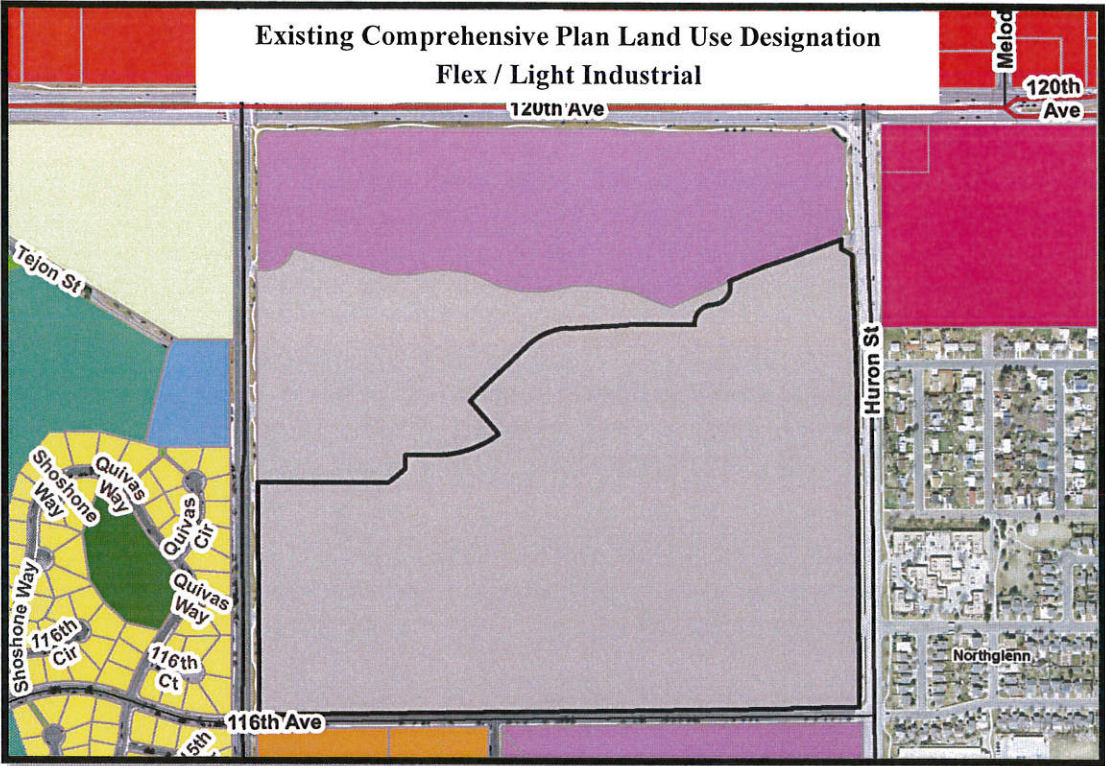 Existing Comprehensive Plan Land Use Designation
Flex / Light Industrial
Melod
120th
Ave
120th Ave
Tejon St
Huron St
Shoshone
Way
Quivas
Way
Quivas
Cir
Quivas
Way
Shoshone Way
116th
Cir
116th
Ct
Northglenn
116th Ave
15th